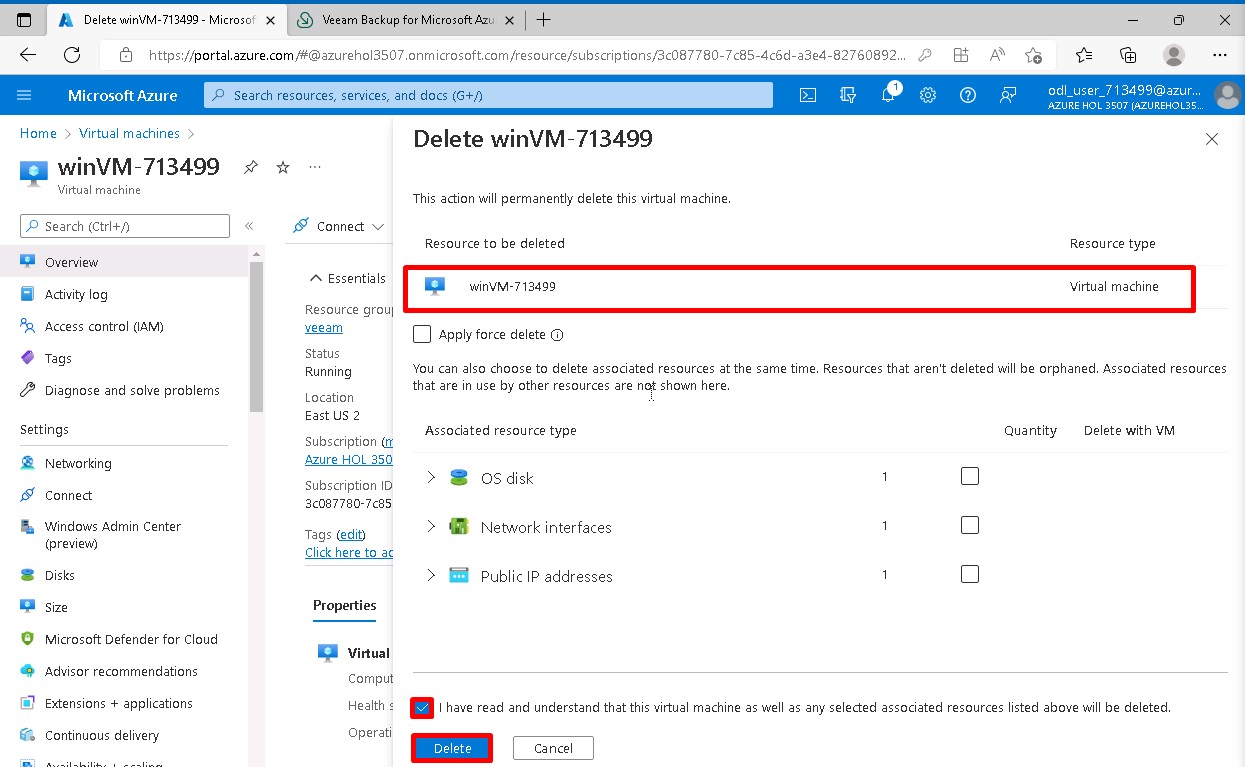 Delete winVM-713499 - Microsof
Veeam Backup for Microsoft Azu
https://portal.azure.com/#@azurehol3507.onmicrosoft.com/resource/subscriptions/3c087780-7c85-4c6d-a3e4-82760892...
Microsoft Azure
Search resources, services, and docs (G+/)
1
odl_user_713499@azur...
AZURE HOL 3507 (AZUREHOL35...
Home > Virtual machines >
winVM-713499
Virtual machine
Search (Ctrl+/)
Overview
Activity log
Access control (IAM)
Tags
Diagnose and solve problems
Settings
Networking
Connect
Windows Admin Center
(preview)
Disks
Size
Microsoft Defender for Cloud
Advisor recommendations
Extensions + applications
Continuous delivery
Availability + scaling
Connect
Essentials
Resource group
veeam
Status
Running
Location
East US 2
Subscription (m
Azure HOL 350
Subscription ID
3c087780-7c85
Tags (edit)
Click here to ad
Properties
Virtual
Comput
Health s
Operati
Delete winVM-713499
This action will permanently delete this virtual machine.
Resource to be deleted Resource type
winVM-713499 Virtual machine
Apply force delete
You can also choose to delete associated resources at the same time. Resources that aren't deleted will be orphaned. Associated resources
that are in use by other resources are not shown here.
Associated resource type Quantity Delete with VM
OS disk 1
Network interfaces 1
Public IP addresses 1
I have read and understand that this virtual machine as well as any selected associated resources listed above will be deleted.
Delete Cancel